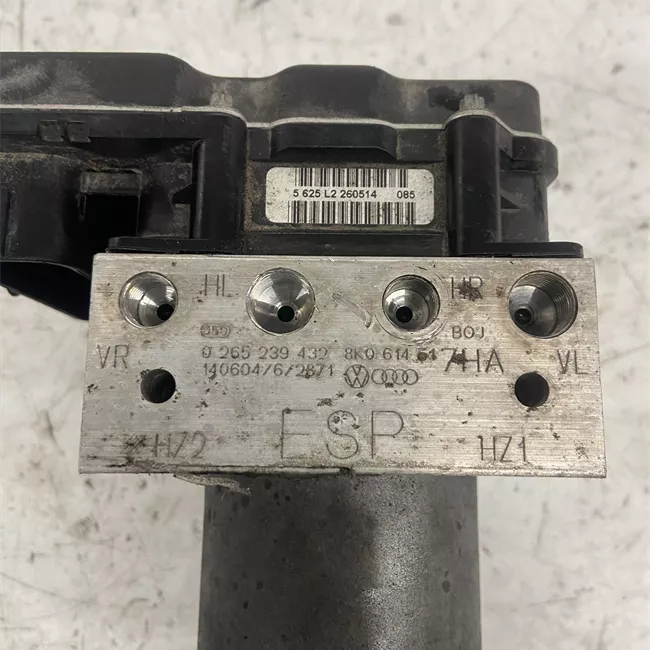 5 625 L2 260514 085
HL HR
BOJ
VR VL
0 265 239 432 8K0 614
140604/6/2871
HA
ESP
HZ2 HZ1